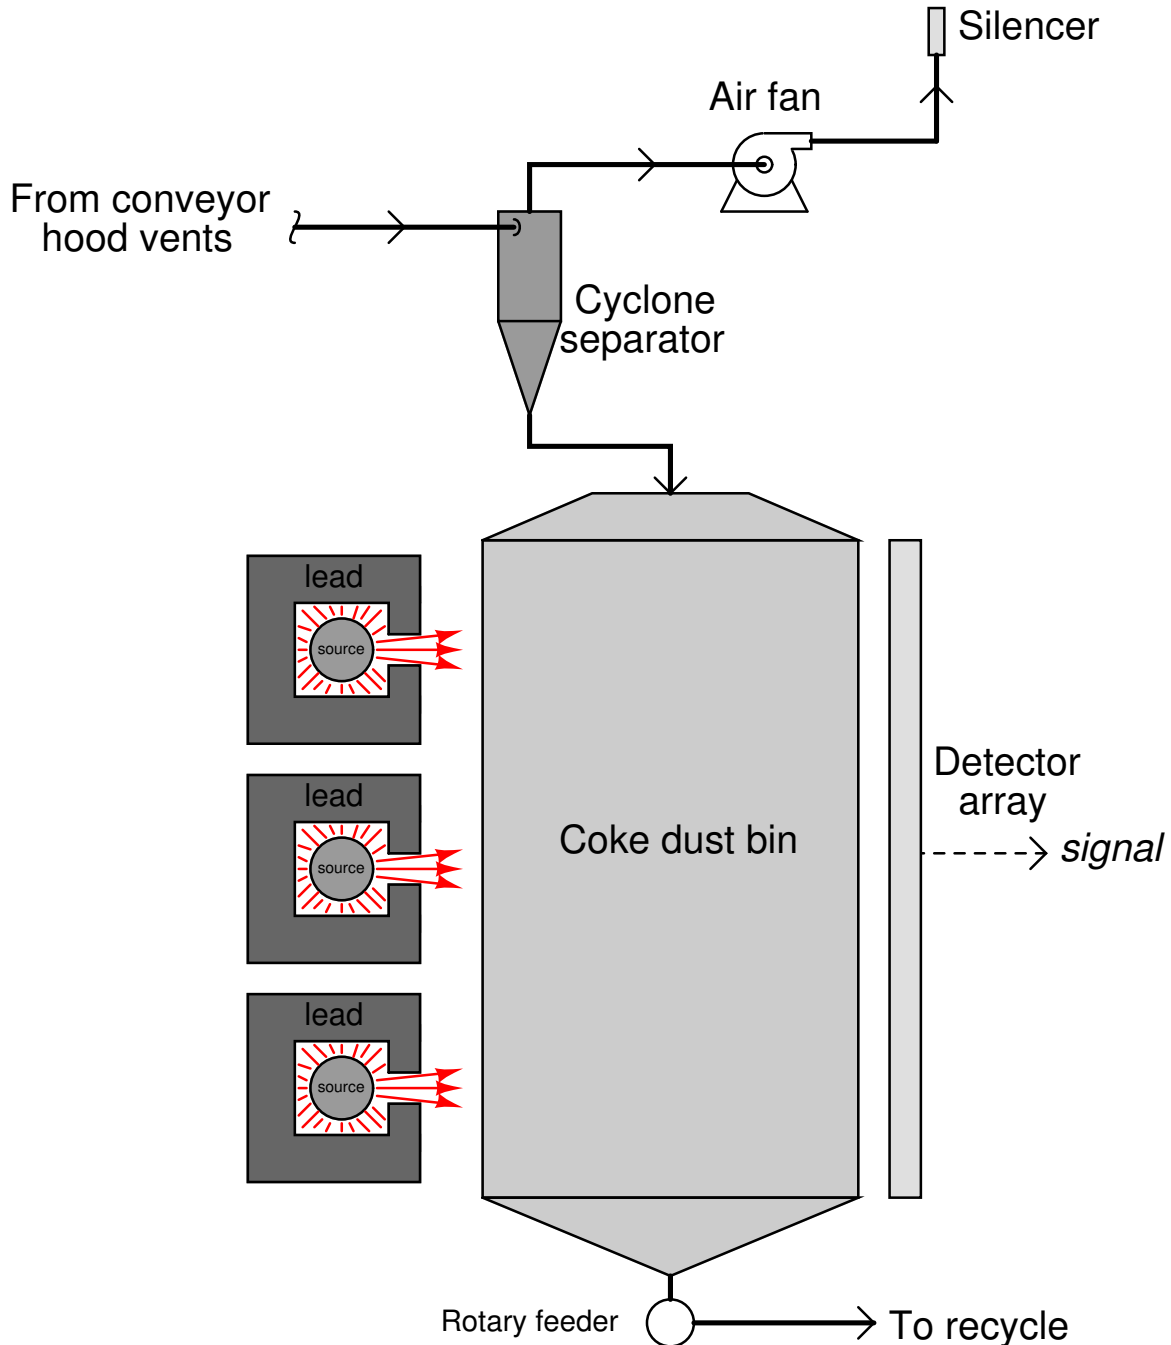 Silencer
Air fan
From conveyor
hood vents
Cyclone
separator
lead
source
lead
source
lead
source
Coke dust bin
Detector
array
signal
Rotary feeder
To recycle